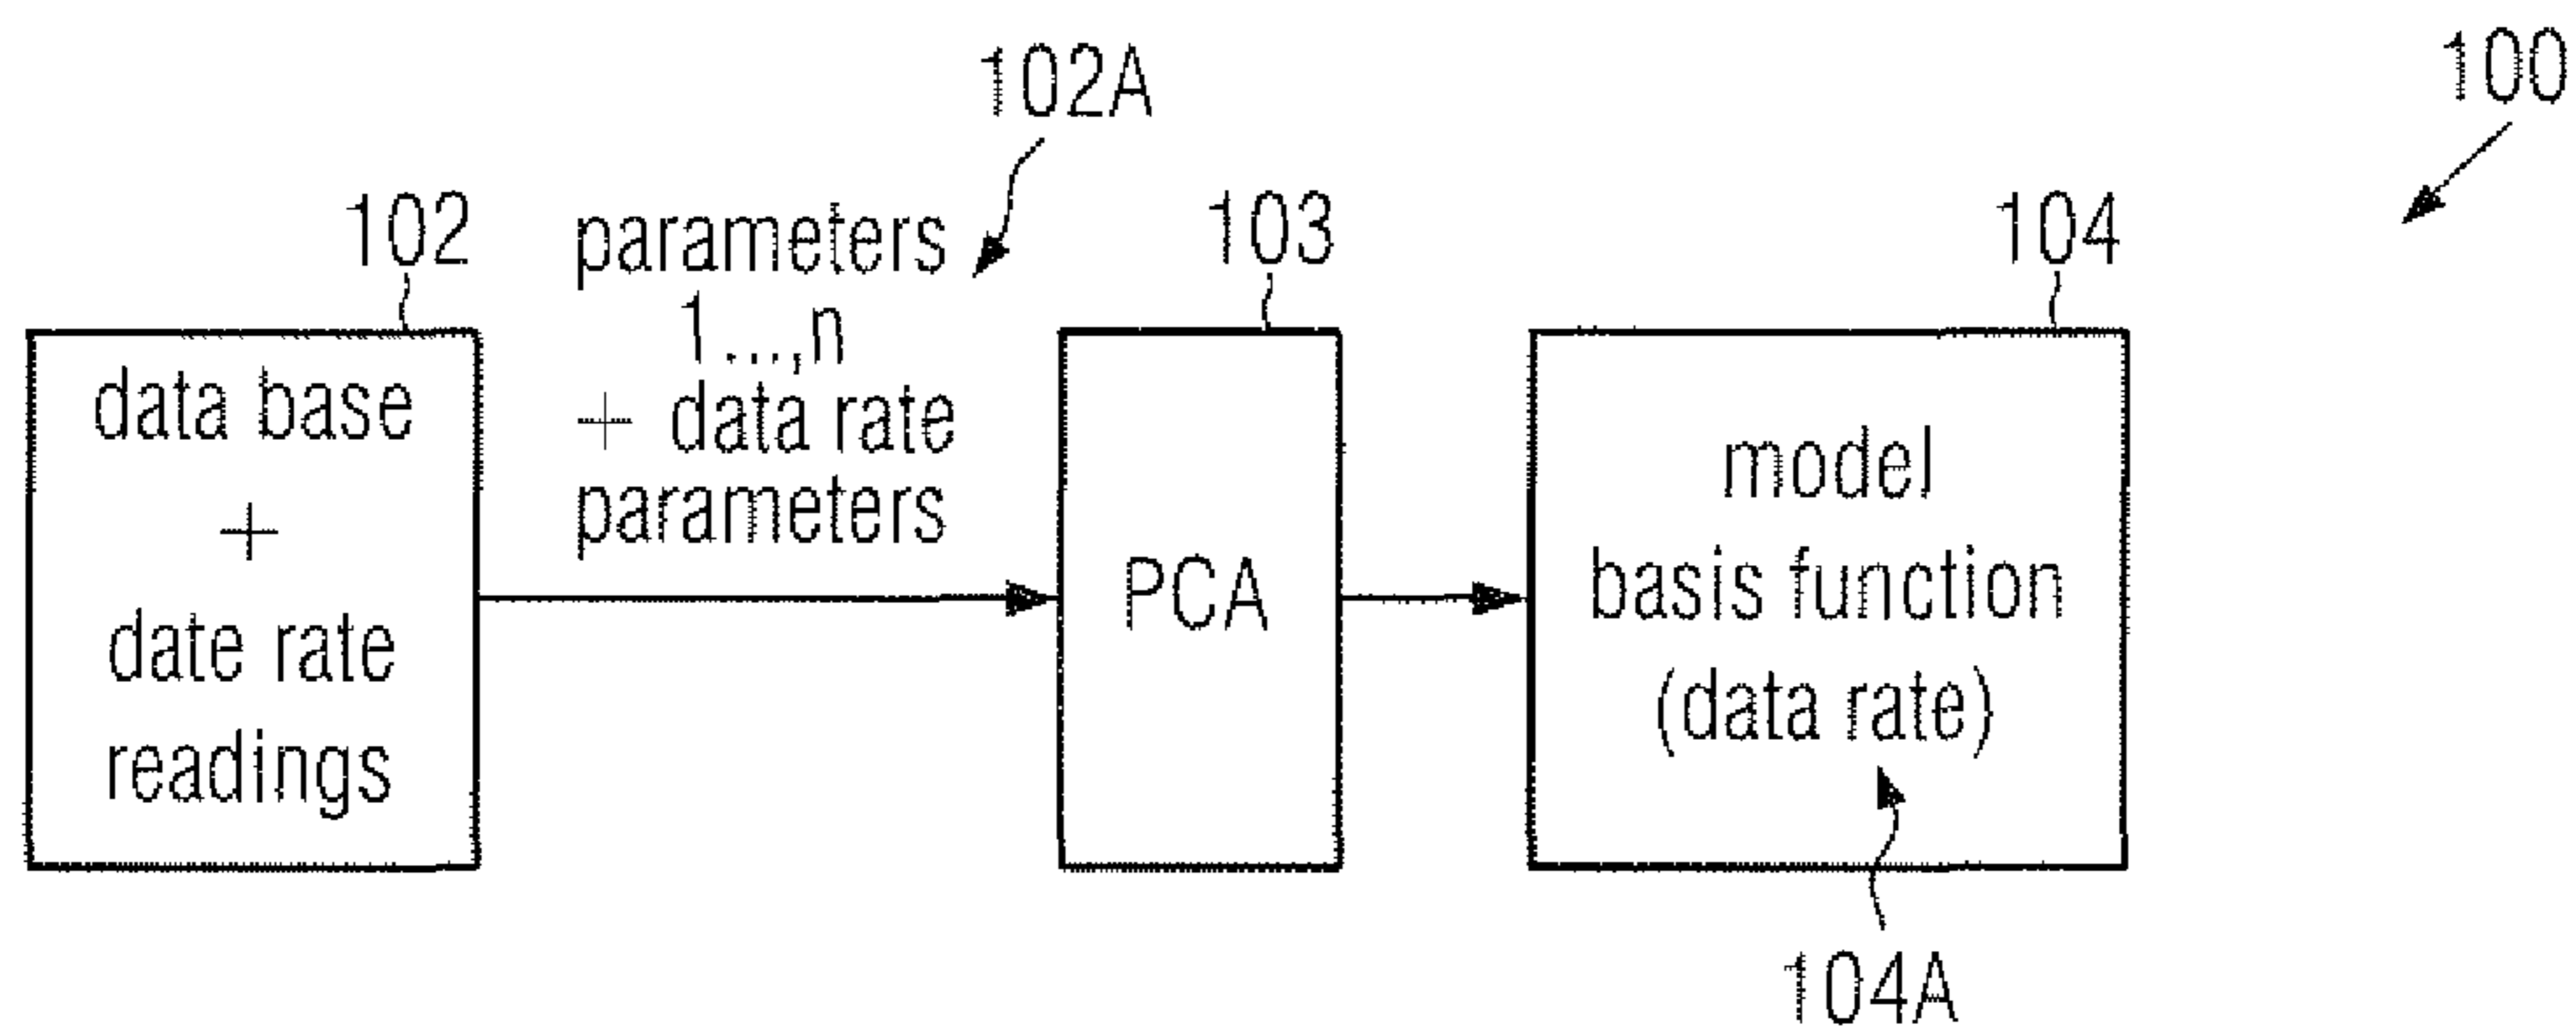 100
102A
102
parameters
1...,n
+ data rate
parameters
103
104
data base
+
date rate
readings
PCA
model
basis function
(data rate)
104A